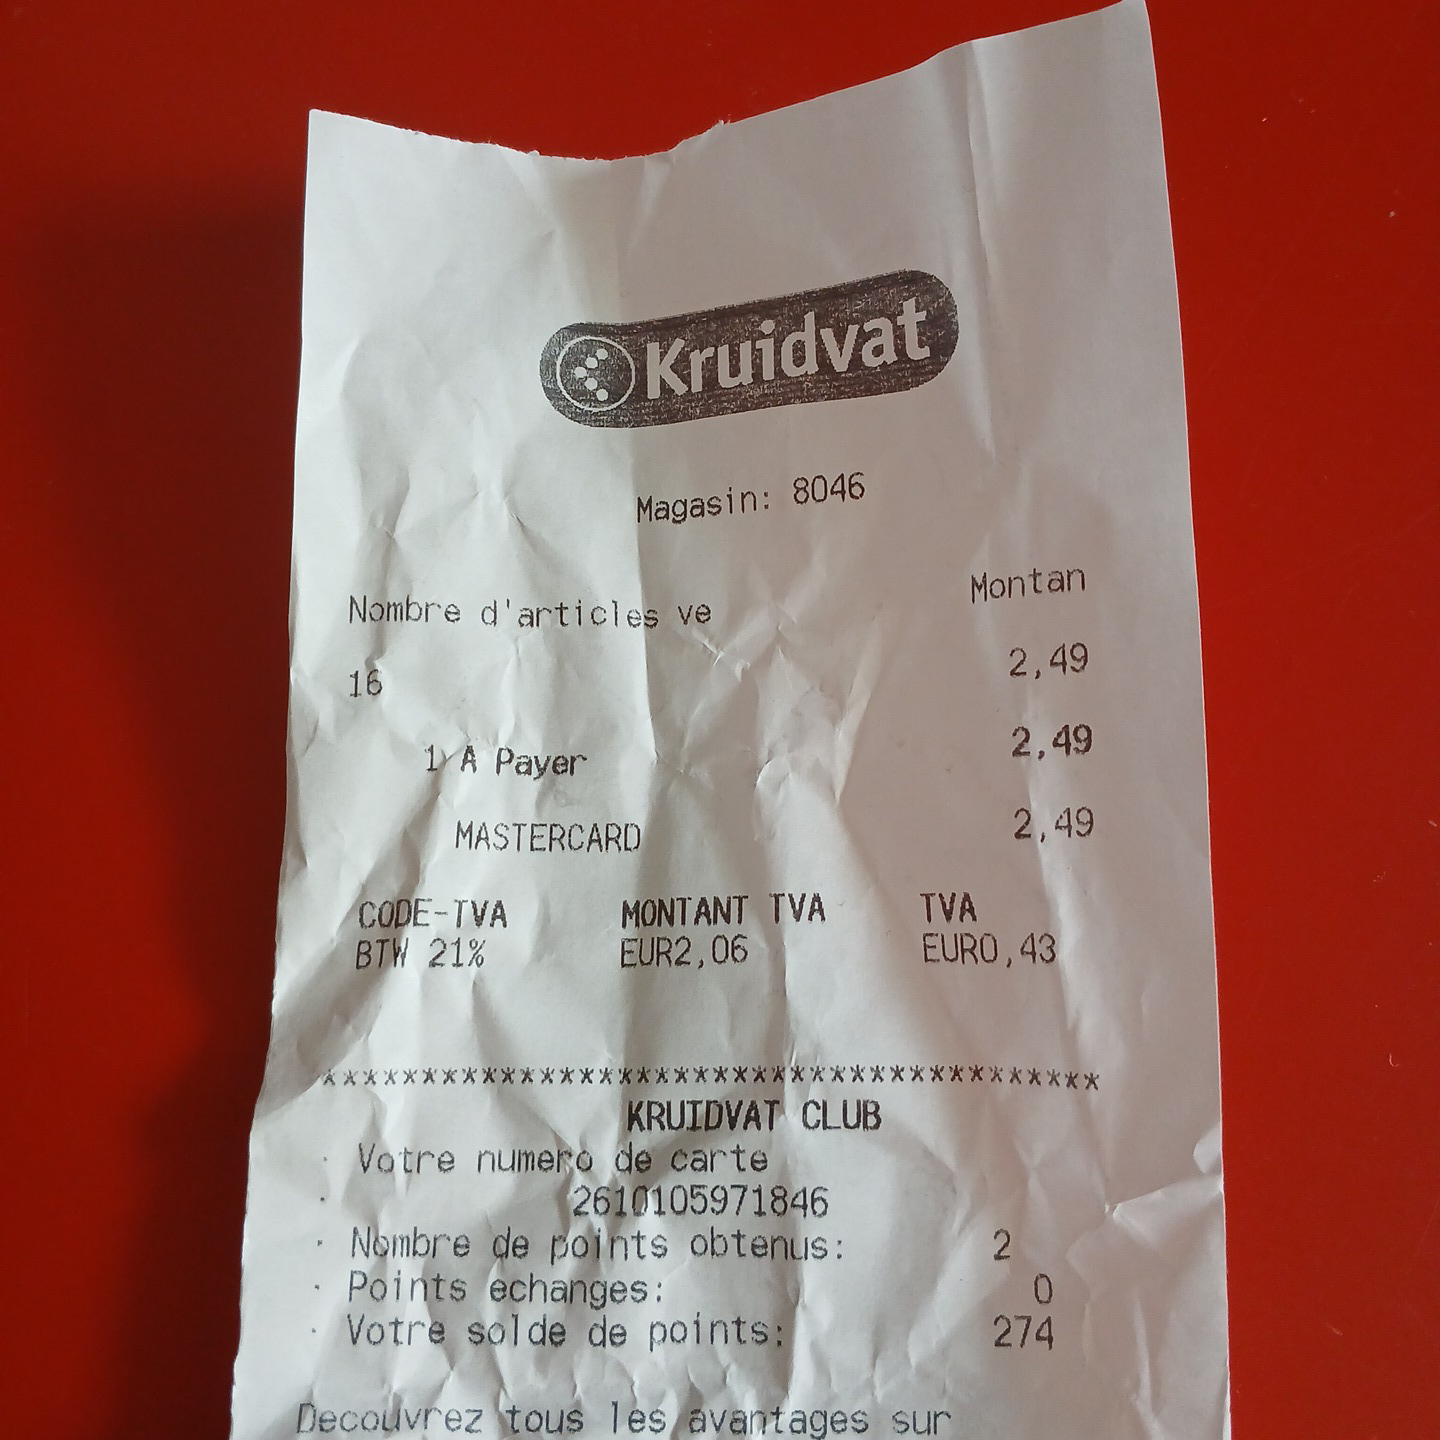 Kruidvat
Magasin: 8046
Nombre d'articles ve Montan
16 2,49
1 A Payer 2,49
MASTERCARD 2,49
CODE-TVA MONTANT TVA TVA
BTW 21% EUR2,06 EUR0,43
****************************************
KRUIDVAT CLUB
· Votre numero de carte
· 2610105971846
· Nombre de points obtenus: 2
· Points echanges: 0
· Votre solde de points: 274
Decouvrez tous les avantages sur